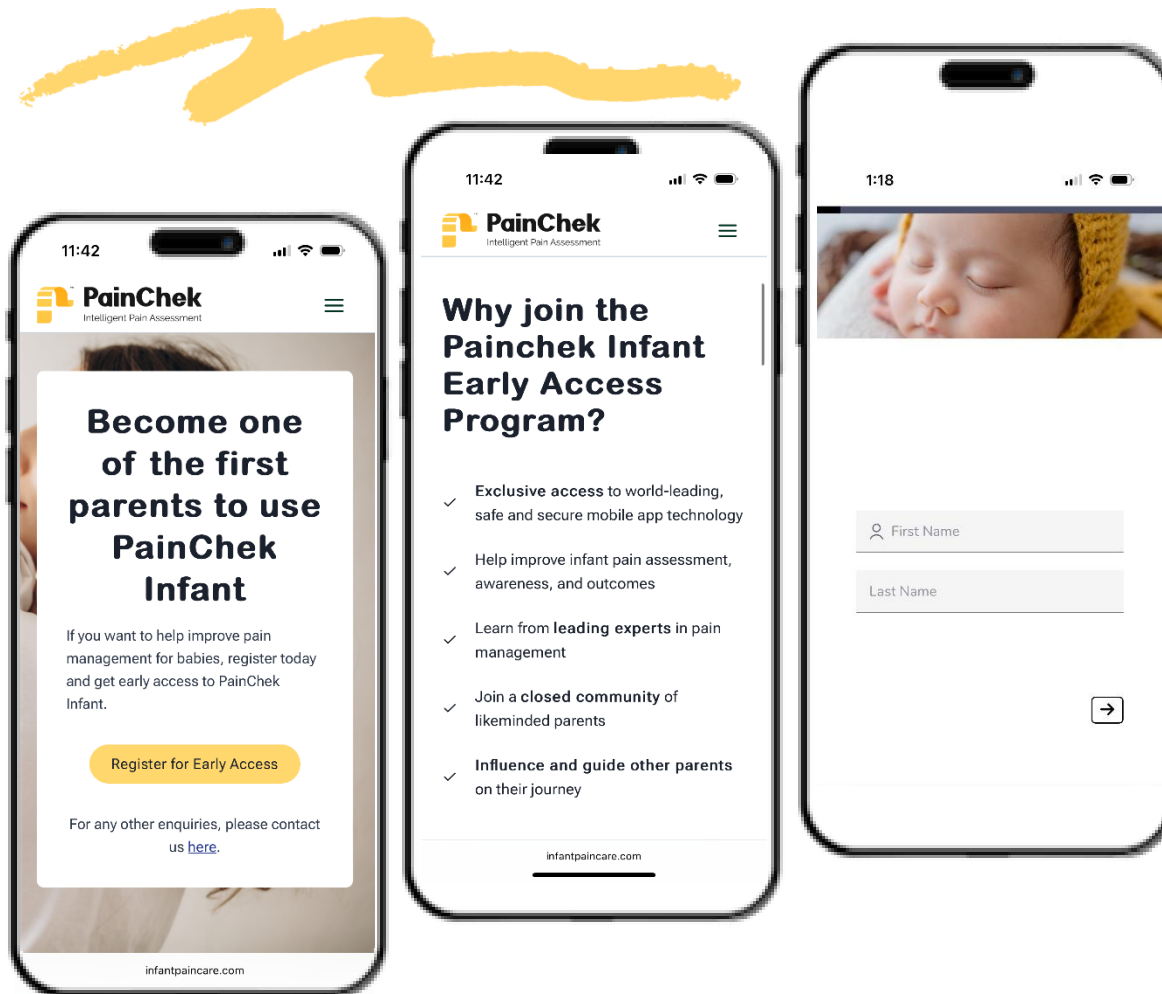 11:42
PainChek
Intelligent Pain Assessment
Become one
of the first
parents to use
PainChek
Infant
If you want to help improve pain
management for babies, register today
and get early access to PainChek
Infant.
Register for Early Access
For any other enquiries, please contact
us here.
infantpaincare.com
11:42
PainChek
Intelligent Pain Assessment
Why join the
Painchek Infant
Early Access
Program?
Exclusive access to world-leading,
safe and secure mobile app technology
Help improve infant pain assessment,
awareness, and outcomes
Learn from leading experts in pain
management
Join a closed community of
likeminded parents
Influence and guide other parents
on their journey
infantpaincare.com
1:18
First Name
Last Name